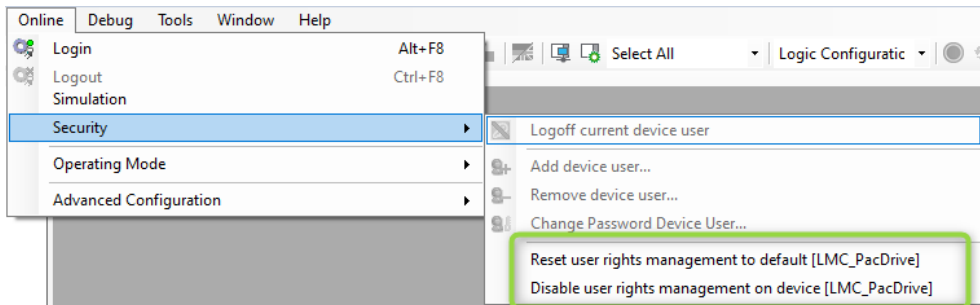 Online Debug Tools Window Help
Login Alt+F8
Logout Ctrl+F8
Simulation
Security
Operating Mode
Advanced Configuration
Select All Logic Configuratic
Logoff current device user
Add device user...
Remove device user...
Change Password Device User...
Reset user rights management to default [LMC_PacDrive]
Disable user rights management on device [LMC_PacDrive]